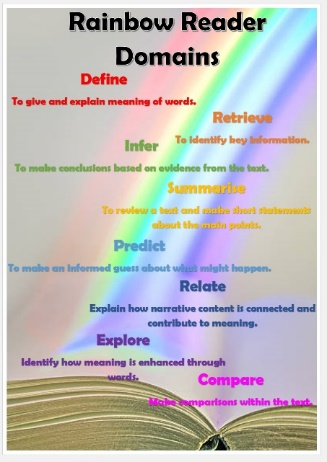 Rainbow Reader
Domains
Define
To give and explain meaning of words.
Retrieve
To identify key information.
Infer
To make conclusions based on evidence from the text.
Summarise
To review a text and make short statements
about the main points.
Predict
To make an informed guess about what might happen.
Relate
Explain how narrative content is connected and
contribute to meaning.
Explore
Identify how meaning is enhanced through
words.
Compare
Make comparisons within the text.